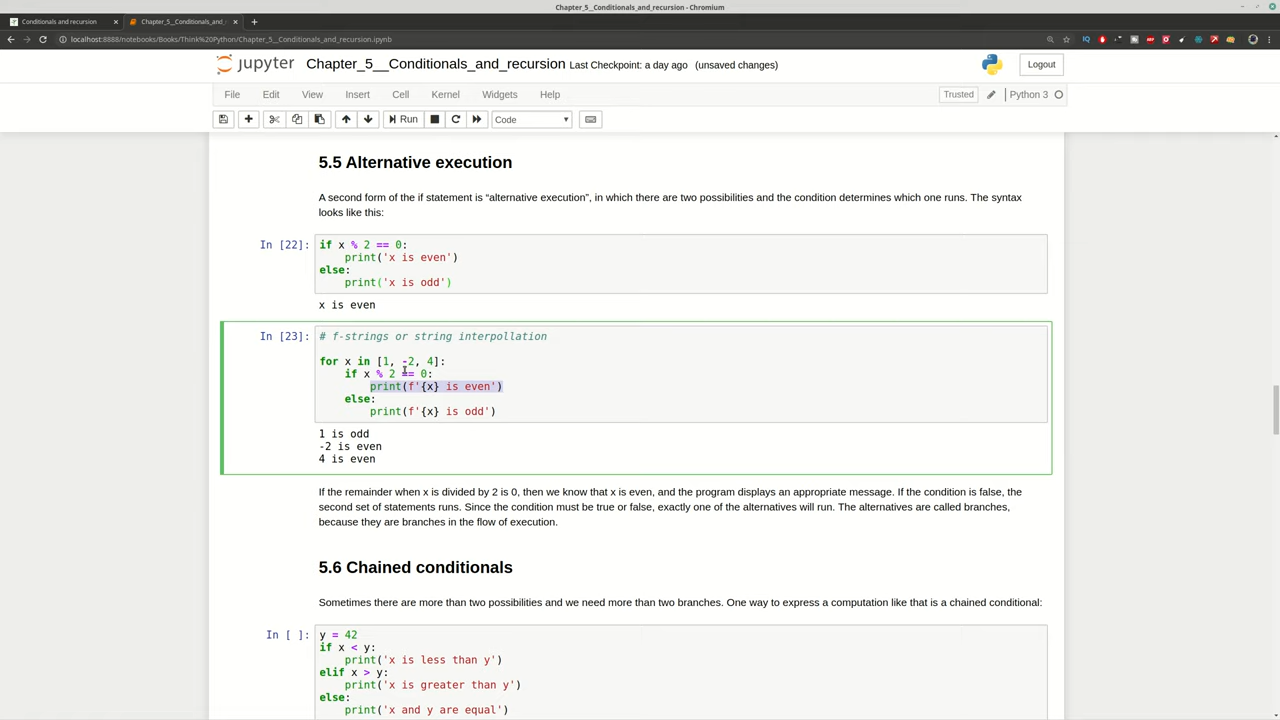 Chapter_5__Conditionals_and_recursion - Chromium
Conditionals and recursion
Chapter_5__Conditionals_and_
localhost:8888/notebooks/Books/Think%20Python/Chapter_5__Conditionals_and_recursion.ipynb
jupyter Chapter_5__Conditionals_and_recursion Last Checkpoint: a day ago (unsaved changes) Logout
File Edit View Insert Cell Kernel Widgets Help Trusted Python 3
Run Code
5.5 Alternative execution
A second form of the if statement is “alternative execution”, in which there are two possibilities and the condition determines which one runs. The syntax
looks like this:
In [22]: if x % 2 == 0:
print('x is even')
else:
print('x is odd')
x is even
In [23]: # f-strings or string interpollation
for x in [1, -2, 4]:
if x % 2 == 0:
print(f'{x} is even')
else:
print(f'{x} is odd')
1 is odd
-2 is even
4 is even
If the remainder when x is divided by 2 is 0, then we know that x is even, and the program displays an appropriate message. If the condition is false, the
second set of statements runs. Since the condition must be true or false, exactly one of the alternatives will run. The alternatives are called branches,
because they are branches in the flow of execution.
5.6 Chained conditionals
Sometimes there are more than two possibilities and we need more than two branches. One way to express a computation like that is a chained conditional:
In [ ]: y = 42
if x < y:
print('x is less than y')
elif x > y:
print('x is greater than y')
else:
print('x and y are equal')